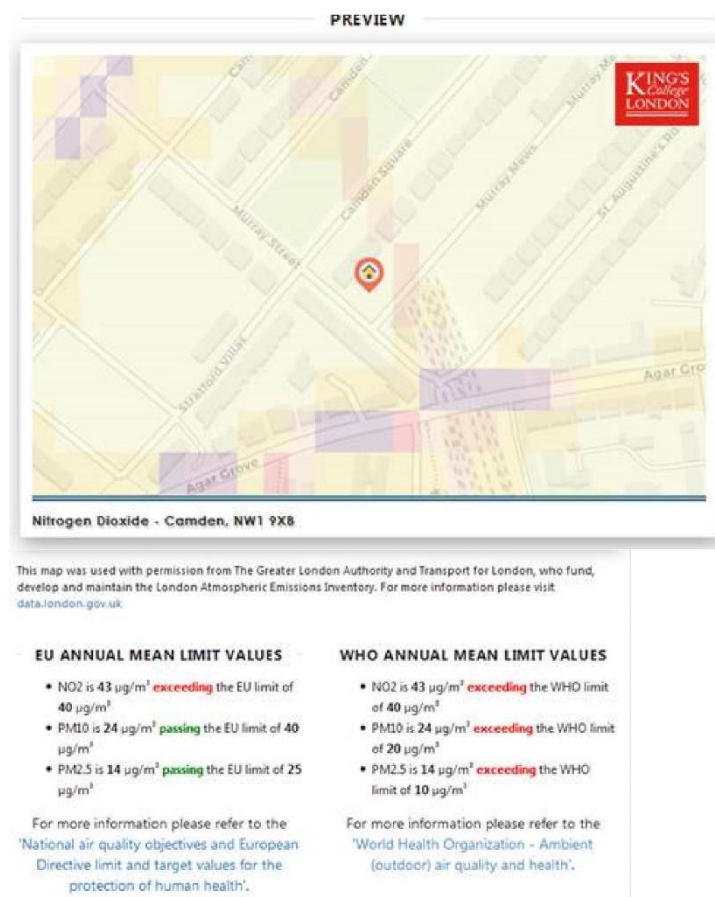 PREVIEW
KING'S
College
LONDON
Camden
Murray Mews
Camden Square
Murray Street
St. Augustine's Rd
Stratford Villas
Agar Gro
Agar Grove
Nitrogen Dioxide - Camden, NW1 9XB
This map was used with permission from The Greater London Authority and Transport for London, who fund,
develop and maintain the London Atmospheric Emissions Inventory. For more information please visit
data.london.gov.uk
EU ANNUAL MEAN LIMIT VALUES
• NO2 is 43 μg/m³ exceeding the EU limit of
40 μg/m³
• PM10 is 24 μg/m³ passing the EU limit of 40
μg/m³
• PM2.5 is 14 μg/m³ passing the EU limit of 25
μg/m³
For more information please refer to the
'National air quality objectives and European
Directive limit and target values for the
protection of human health'.
WHO ANNUAL MEAN LIMIT VALUES
• NO2 is 43 μg/m³ exceeding the WHO limit
of 40 μg/m³
• PM10 is 24 μg/m³ exceeding the WHO limit
of 20 μg/m³
• PM2.5 is 14 μg/m³ exceeding the WHO
limit of 10 μg/m³
For more information please refer to the
'World Health Organization - Ambient
(outdoor) air quality and health'.